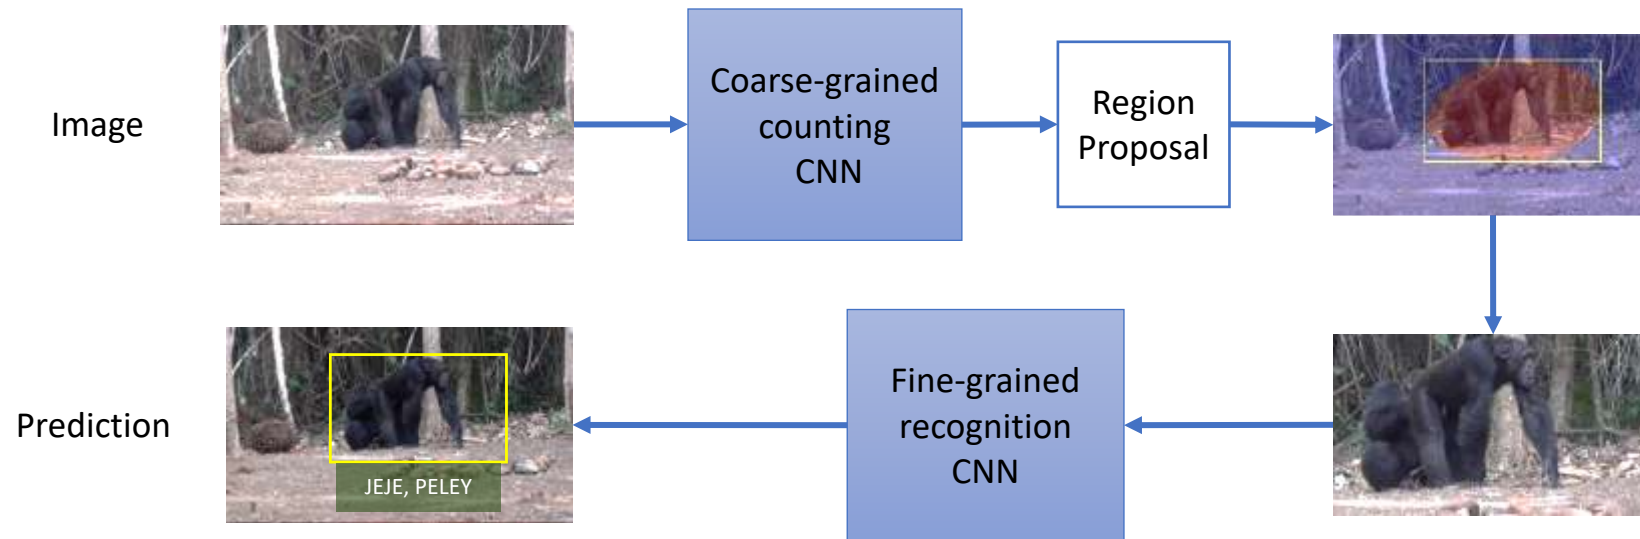 Image
Coarse-grained
counting
CNN
Region
Proposal
Prediction
JEJE, PELEY
Fine-grained
recognition
CNN